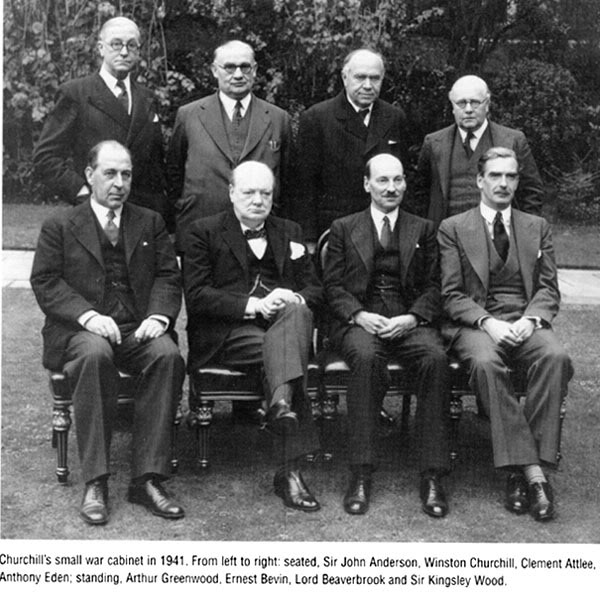 Churchill's small war cabinet in 1941. From left to right: seated, Sir John Anderson, Winston Churchill, Clement Attlee,
Anthony Eden; standing, Arthur Greenwood, Ernest Bevin, Lord Beaverbrook and Sir Kingsley Wood.